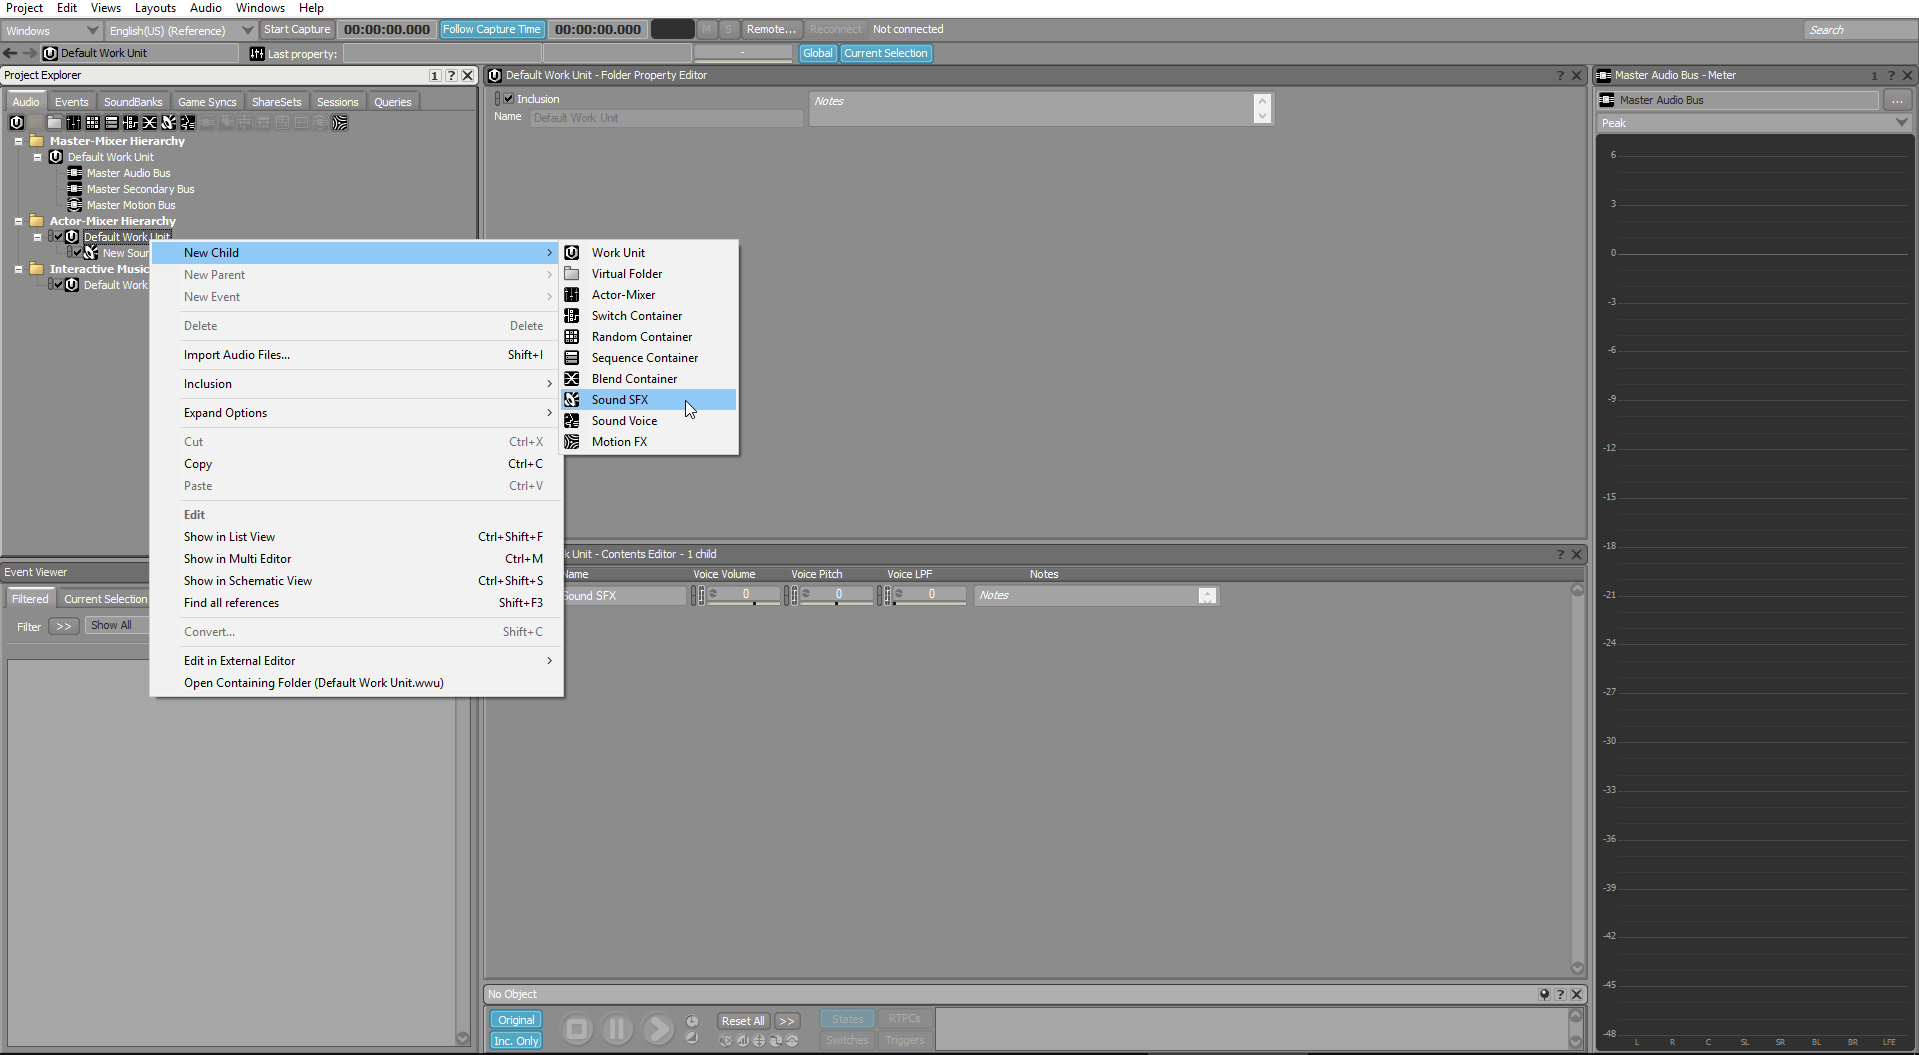 Project Edit Views Layouts Audio Windows Help
Windows English(US) (Reference) Start Capture 00:00:00.000 Follow Capture Time 00:00:00.000 M S Remote... Reconnect Not connected Search
Default Work Unit Last property: - Global Current Selection
Project Explorer 1 ?
Audio Events SoundBanks Game Syncs ShareSets Sessions Queries
Master-Mixer Hierarchy
Default Work Unit
Master Audio Bus
Master Secondary Bus
Master Motion Bus
Actor-Mixer Hierarchy
Default Work Unit
New Soun
Interactive Music
Default Work
New Child
New Parent
New Event
Delete Delete
Import Audio Files... Shift+I
Inclusion
Expand Options
Cut Ctrl+X
Copy Ctrl+C
Paste Ctrl+V
Edit
Show in List View Ctrl+Shift+F
Show in Multi Editor Ctrl+M
Show in Schematic View Ctrl+Shift+S
Find all references Shift+F3
Convert... Shift+C
Edit in External Editor
Open Containing Folder (Default Work Unit.wwu)
Work Unit
Virtual Folder
Actor-Mixer
Switch Container
Random Container
Sequence Container
Blend Container
Sound SFX
Sound Voice
Motion FX
Event Viewer
Filtered Current Selection
Filter >> Show All
Default Work Unit - Folder Property Editor ?
Inclusion Notes
Name Default Work Unit
k Unit - Contents Editor - 1 child ?
Name Voice Volume Voice Pitch Voice LPF Notes
Sound SFX 0 0 0 Notes
No Object ?
Original Reset All >> States RTPCs
Inc. Only Switches Triggers
Master Audio Bus - Meter 1 ?
Master Audio Bus ...
Peak
6
3
0
-3
-6
-9
-12
-15
-18
-21
-24
-27
-30
-33
-36
-39
-42
-45
-48
L R C SL SR BL BR LFE